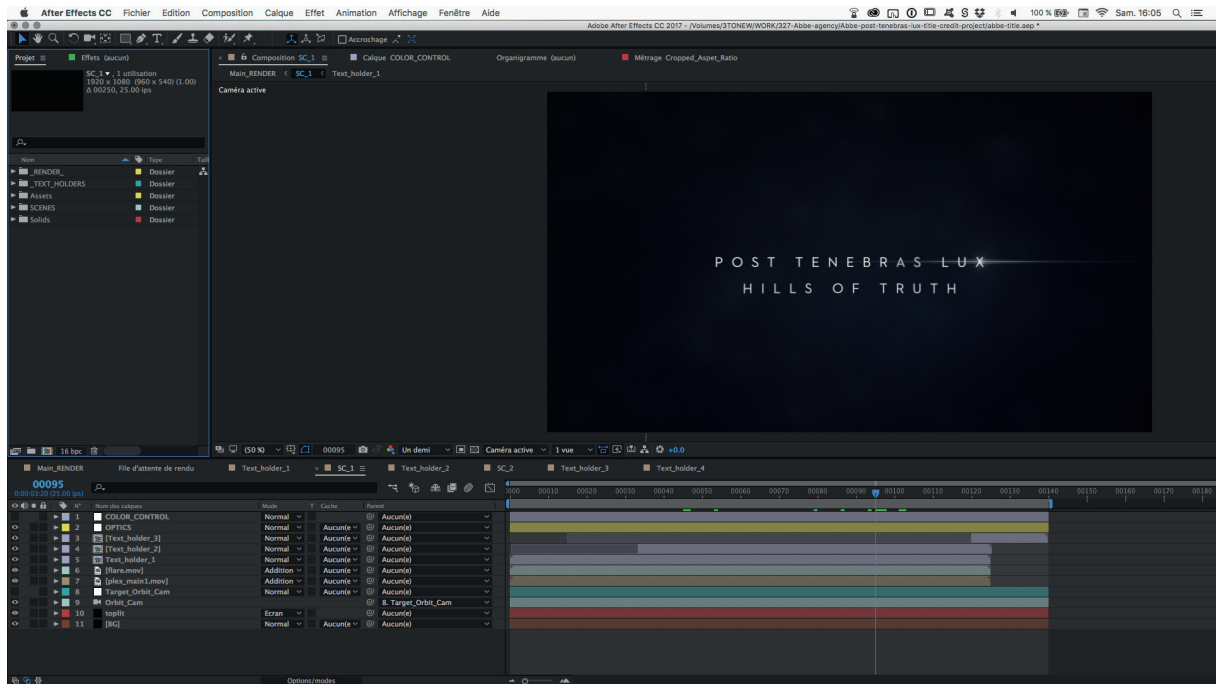 After Effects CC Fichier Edition Composition Calque Effet Animation Affichage Fenêtre Aide 100 % Sam. 16:05
Adobe After Effects CC 2017 - /Volumes/3TONEW/WORK/327-Abbe-agency/Abbe-post-tenebras-lux-title-credit-project/abbe-title.aep *
Accrochage
Projet Effets (aucun) Composition SC_1 Calque COLOR_CONTROL Organigramme (aucun) Métrage Cropped_Aspet_Ratio
SC_1 , 1 utilisation
1920 x 1080 (960 x 540) (1.00)
Δ 00250, 25.00 ips
Main_RENDER SC_1 Text_holder_1
Caméra active
Nom Type Taill
_RENDER_ Dossier
_TEXT_HOLDERS Dossier
Assets Dossier
SCENES Dossier
Solids Dossier
POST TENEBRAS LUX
HILLS OF TRUTH
16 bpc (50 %) 00095 Un demi Caméra active 1 vue +0.0
Main_RENDER File d'attente de rendu Text_holder_1 SC_1 Text_holder_2 SC_2 Text_holder_3 Text_holder_4
00095
0:00:03:20 (25.00 ips)
N° Nom des calques Mode T Cache Parent
0000 00010 00020 00030 00040 00050 00060 00070 00080 00090 00100 00110 00120 00130 00140 00150 00160 00170 00180
1 COLOR_CONTROL Normal Aucun(e)
2 OPTICS Normal Aucun(e) Aucun(e)
3 [Text_holder_3] Normal Aucun(e) Aucun(e)
4 [Text_holder_2] Normal Aucun(e) Aucun(e)
5 Text_holder_1 Normal Aucun(e) Aucun(e)
6 [flare.mov] Addition Aucun(e) Aucun(e)
7 [plex_main1.mov] Addition Aucun(e) Aucun(e)
8 Target_Orbit_Cam Normal Aucun(e) Aucun(e)
9 Orbit_Cam 8. Target_Orbit_Cam
10 toplit Ecran Aucun(e)
11 [BG] Normal Aucun(e) Aucun(e)
Options/modes